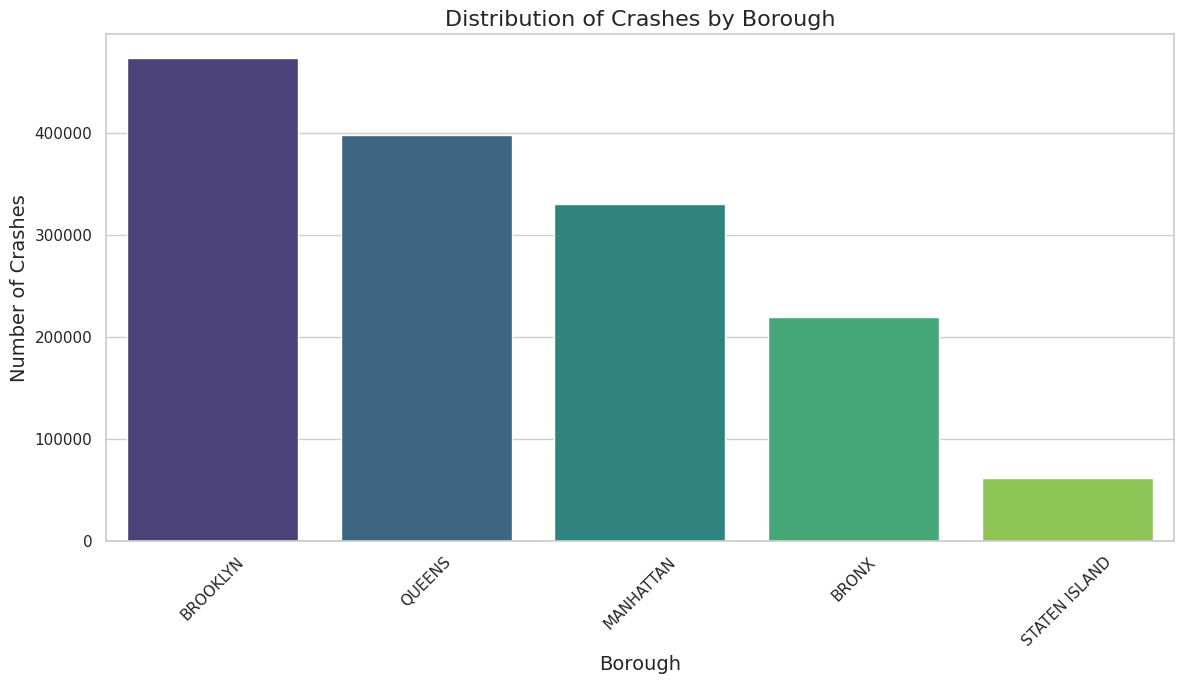 Distribution of Crashes by Borough
Number of Crashes
400000
300000
200000
100000
0
BROOKLYN
QUEENS
MANHATTAN
BRONX
STATEN ISLAND
Borough